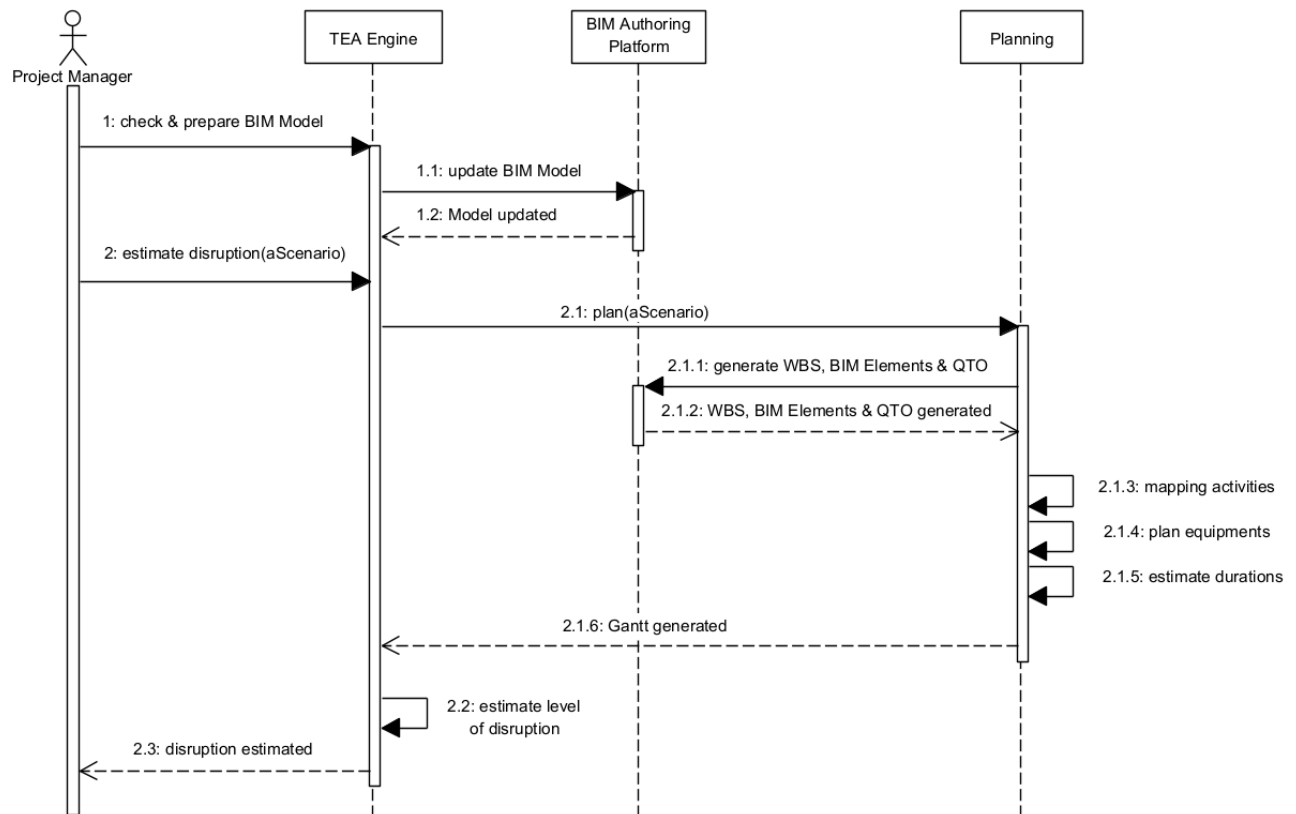 TEA Engine
BIM Authoring
Platform
Planning
Project Manager
1: check & prepare BIM Model
1.1: update BIM Model
1.2: Model updated
2: estimate disruption(aScenario)
2.1: plan(aScenario)
2.1.1: generate WBS, BIM Elements & QTO
2.1.2: WBS, BIM Elements & QTO generated
2.1.3: mapping activities
2.1.4: plan equipments
2.1.5: estimate durations
2.1.6: Gantt generated
2.2: estimate level
of disruption
2.3: disruption estimated